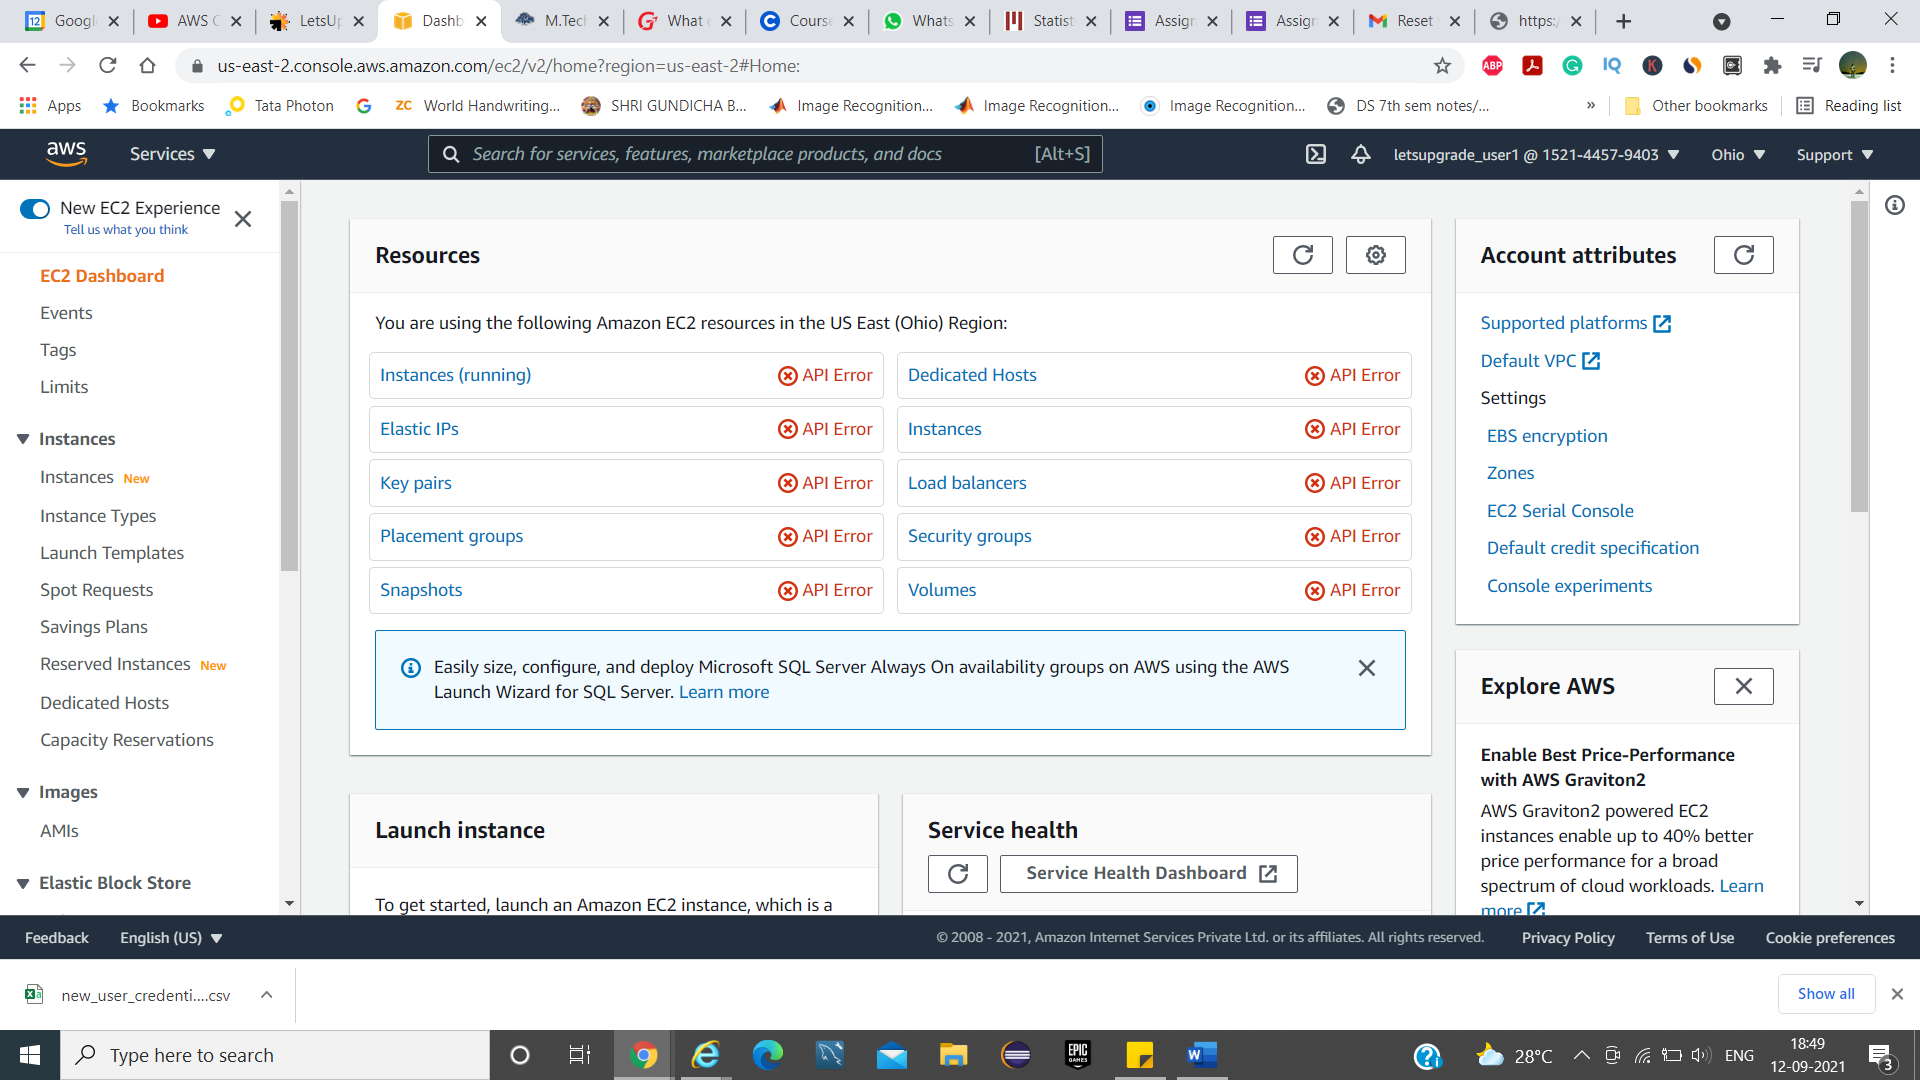 Googl
AWS C
LetsUp
Dashb
M.Tech
What
Course
Whats
Statist
Assign
Assign
Reset
https:/
us-east-2.console.aws.amazon.com/ec2/v2/home?region=us-east-2#Home:
Apps
Bookmarks
Tata Photon
World Handwriting...
SHRI GUNDICHA B...
Image Recognition...
Image Recognition...
Image Recognition...
DS 7th sem notes/...
»
Other bookmarks
Reading list
aws
Services
Search for services, features, marketplace products, and docs
[Alt+S]
letsupgrade_user1 @ 1521-4457-9403
Ohio
Support
New EC2 Experience
Tell us what you think
EC2 Dashboard
Events
Tags
Limits
Instances
Instances New
Instance Types
Launch Templates
Spot Requests
Savings Plans
Reserved Instances New
Dedicated Hosts
Capacity Reservations
Images
AMIs
Elastic Block Store
Resources
You are using the following Amazon EC2 resources in the US East (Ohio) Region:
Instances (running) API Error
Dedicated Hosts API Error
Elastic IPs API Error
Instances API Error
Key pairs API Error
Load balancers API Error
Placement groups API Error
Security groups API Error
Snapshots API Error
Volumes API Error
Easily size, configure, and deploy Microsoft SQL Server Always On availability groups on AWS using the AWS
Launch Wizard for SQL Server. Learn more
Launch instance
To get started, launch an Amazon EC2 instance, which is a
Service health
Service Health Dashboard
Account attributes
Supported platforms
Default VPC
Settings
EBS encryption
Zones
EC2 Serial Console
Default credit specification
Console experiments
Explore AWS
Enable Best Price-Performance
with AWS Graviton2
AWS Graviton2 powered EC2
instances enable up to 40% better
price performance for a broad
spectrum of cloud workloads. Learn
more
Feedback
English (US)
© 2008 - 2021, Amazon Internet Services Private Ltd. or its affiliates. All rights reserved.
Privacy Policy
Terms of Use
Cookie preferences
new_user_credenti....csv
Show all
Type here to search
28°C
ENG
18:49
12-09-2021
3